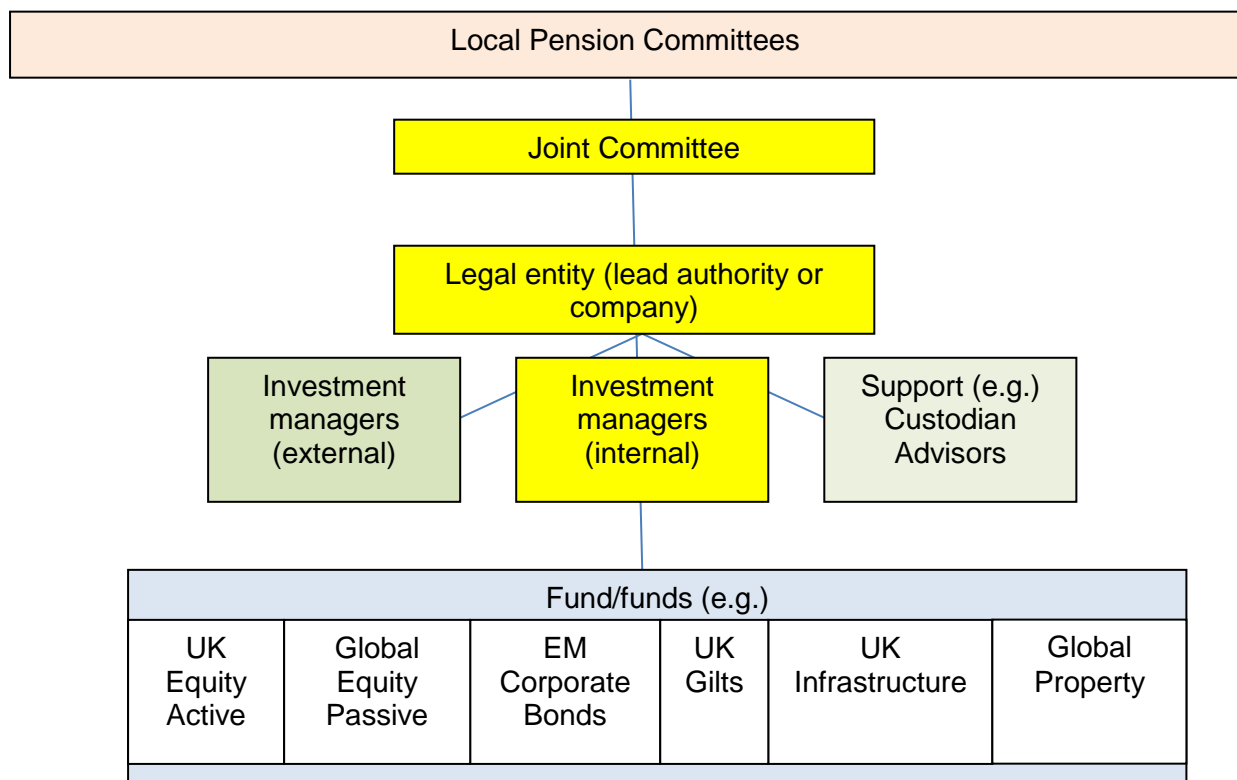 Local Pension Committees
Joint Committee
Legal entity (lead authority or
company)
Investment
managers
(external)
Investment
managers
(internal)
Support (e.g.)
Custodian
Advisors
Fund/funds (e.g.)
UK
Equity
Active
Global
Equity
Passive
EM
Corporate
Bonds
UK
Gilts
UK
Infrastructure
Global
Property